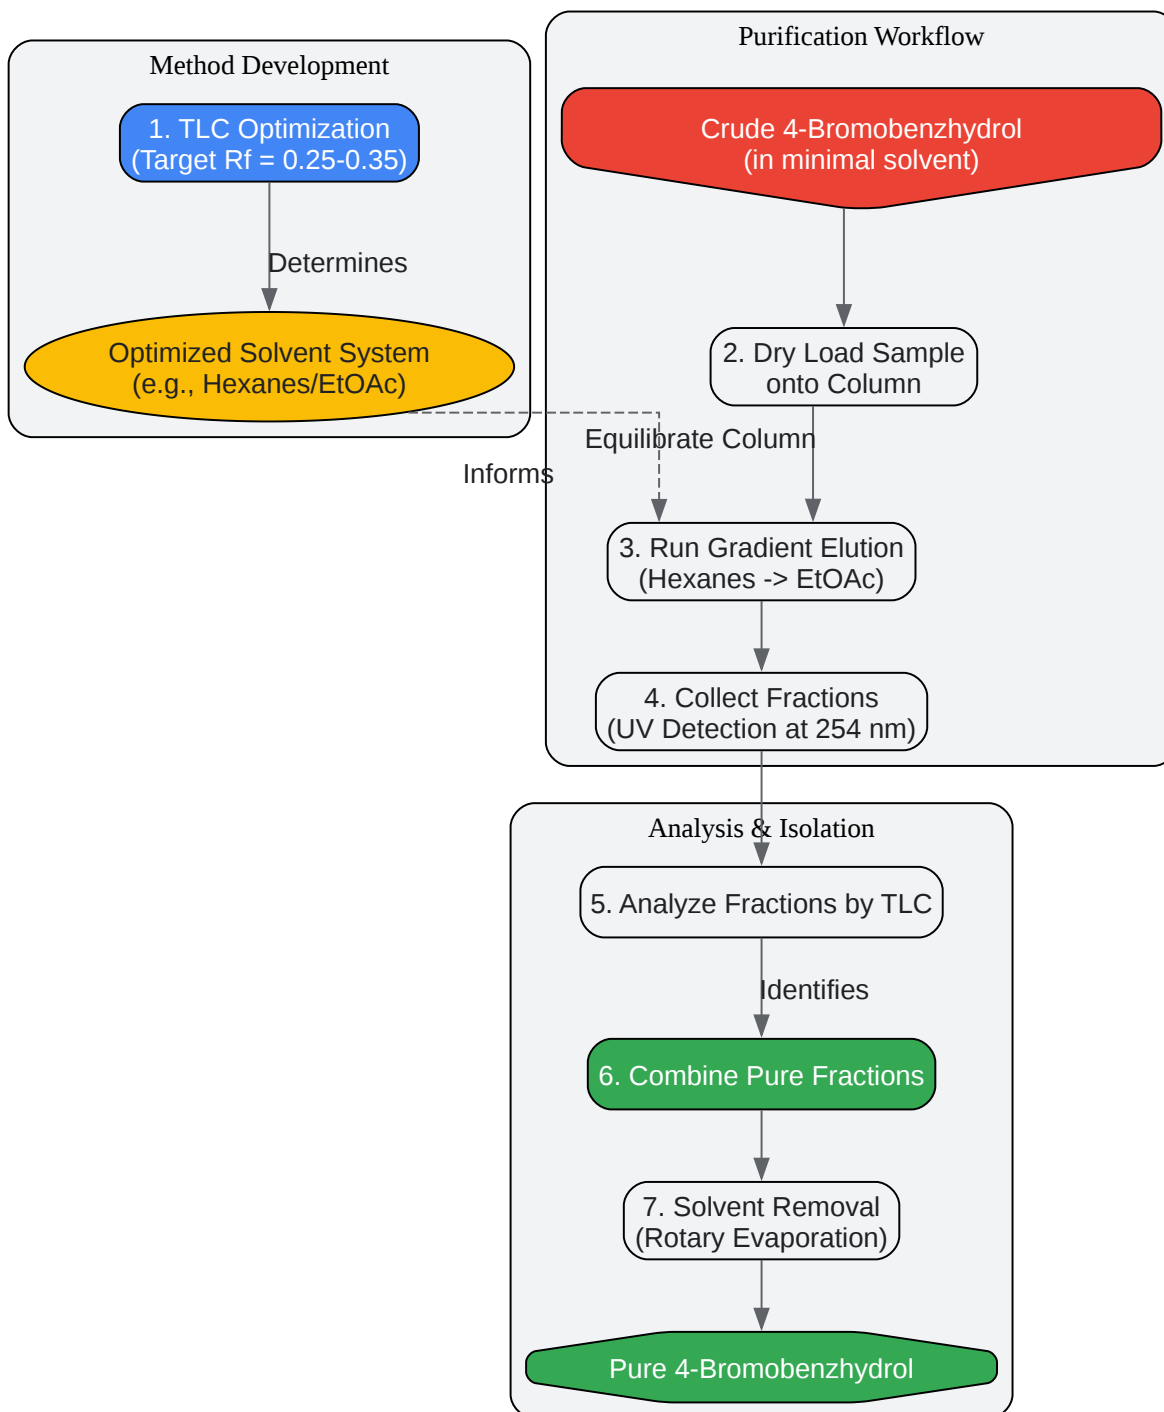 Method Development
1. TLC Optimization
(Target Rf = 0.25-0.35)
Determines
Optimized Solvent System
(e.g., Hexanes/EtOAc)
Informs
Purification Workflow
Crude 4-Bromobenzhydrol
(in minimal solvent)
2. Dry Load Sample
onto Column
Equilibrate Column
3. Run Gradient Elution
(Hexanes -> EtOAc)
4. Collect Fractions
(UV Detection at 254 nm)
Analysis & Isolation
5. Analyze Fractions by TLC
Identifies
6. Combine Pure Fractions
7. Solvent Removal
(Rotary Evaporation)
Pure 4-Bromobenzhydrol